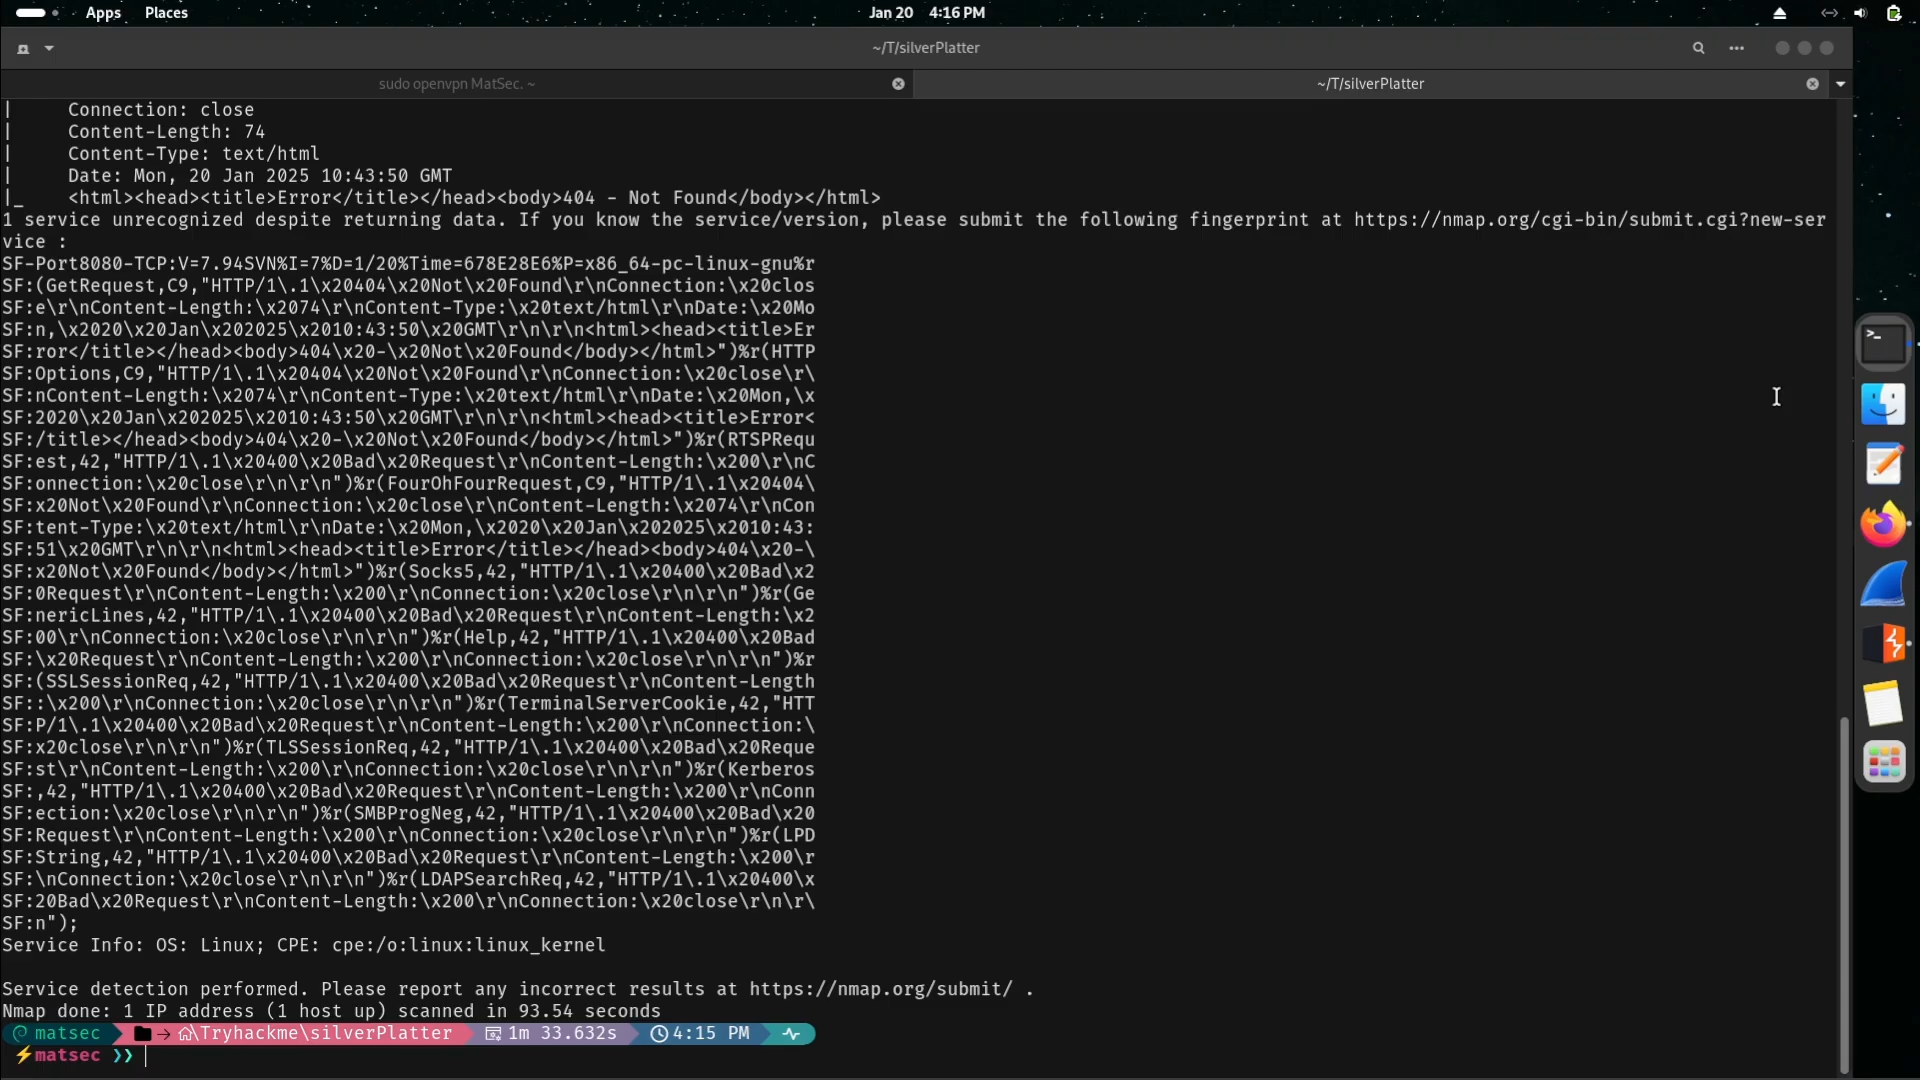 Apps Places
Jan 20 4:16 PM
~/T/silverPlatter
sudo openvpn MatSec. ~
~/T/silverPlatter
| Connection: close
| Content-Length: 74
| Content-Type: text/html
| Date: Mon, 20 Jan 2025 10:43:50 GMT
|_ <html><head><title>Error</title></head><body>404 - Not Found</body></html>
1 service unrecognized despite returning data. If you know the service/version, please submit the following fingerprint at https://nmap.org/cgi-bin/submit.cgi?new-ser
vice :
SF-Port8080-TCP:V=7.94SVN%I=7%D=1/20%Time=678E28E6%P=x86_64-pc-linux-gnu%r
SF:(GetRequest,C9,"HTTP/1\.1\x20404\x20Not\x20Found\r\nConnection:\x20clos
SF:e\r\nContent-Length:\x2074\r\nContent-Type:\x20text/html\r\nDate:\x20Mo
SF:n,\x2020\x20Jan\x202025\x2010:43:50\x20GMT\r\n\r\n<html><head><title>Er
SF:ror</title></head><body>404\x20-\x20Not\x20Found</body></html>")%r(HTTP
SF:Options,C9,"HTTP/1\.1\x20404\x20Not\x20Found\r\nConnection:\x20close\r\
SF:nContent-Length:\x2074\r\nContent-Type:\x20text/html\r\nDate:\x20Mon,\x
SF:2020\x20Jan\x202025\x2010:43:50\x20GMT\r\n\r\n<html><head><title>Error<
SF:/title></head><body>404\x20-\x20Not\x20Found</body></html>")%r(RTSPRequ
SF:est,42,"HTTP/1\.1\x20400\x20Bad\x20Request\r\nContent-Length:\x200\r\nC
SF:onnection:\x20close\r\n\r\n")%r(FourOhFourRequest,C9,"HTTP/1\.1\x20404\
SF:x20Not\x20Found\r\nConnection:\x20close\r\nContent-Length:\x2074\r\nCon
SF:tent-Type:\x20text/html\r\nDate:\x20Mon,\x2020\x20Jan\x202025\x2010:43:
SF:51\x20GMT\r\n\r\n<html><head><title>Error</title></head><body>404\x20-\
SF:x20Not\x20Found</body></html>")%r(Socks5,42,"HTTP/1\.1\x20400\x20Bad\x2
SF:0Request\r\nContent-Length:\x200\r\nConnection:\x20close\r\n\r\n")%r(Ge
SF:nericLines,42,"HTTP/1\.1\x20400\x20Bad\x20Request\r\nContent-Length:\x2
SF:00\r\nConnection:\x20close\r\n\r\n")%r(Help,42,"HTTP/1\.1\x20400\x20Bad
SF:\x20Request\r\nContent-Length:\x200\r\nConnection:\x20close\r\n\r\n")%r
SF:(SSLSessionReq,42,"HTTP/1\.1\x20400\x20Bad\x20Request\r\nContent-Length
SF::\x200\r\nConnection:\x20close\r\n\r\n")%r(TerminalServerCookie,42,"HTT
SF:P/1\.1\x20400\x20Bad\x20Request\r\nContent-Length:\x200\r\nConnection:\
SF:x20close\r\n\r\n")%r(TLSSessionReq,42,"HTTP/1\.1\x20400\x20Bad\x20Reque
SF:st\r\nContent-Length:\x200\r\nConnection:\x20close\r\n\r\n")%r(Kerberos
SF:,42,"HTTP/1\.1\x20400\x20Bad\x20Request\r\nContent-Length:\x200\r\nConn
SF:ection:\x20close\r\n\r\n")%r(SMBProgNeg,42,"HTTP/1\.1\x20400\x20Bad\x20
SF:Request\r\nContent-Length:\x200\r\nConnection:\x20close\r\n\r\n")%r(LPD
SF:String,42,"HTTP/1\.1\x20400\x20Bad\x20Request\r\nContent-Length:\x200\r
SF:\nConnection:\x20close\r\n\r\n")%r(LDAPSearchReq,42,"HTTP/1\.1\x20400\x
SF:20Bad\x20Request\r\nContent-Length:\x200\r\nConnection:\x20close\r\n\r\
SF:n");
Service Info: OS: Linux; CPE: cpe:/o:linux:linux_kernel
Service detection performed. Please report any incorrect results at https://nmap.org/submit/ .
Nmap done: 1 IP address (1 host up) scanned in 93.54 seconds
matsec → \Tryhackme\silverPlatter 1m 33.632s 4:15 PM
⚡matsec ❯❯